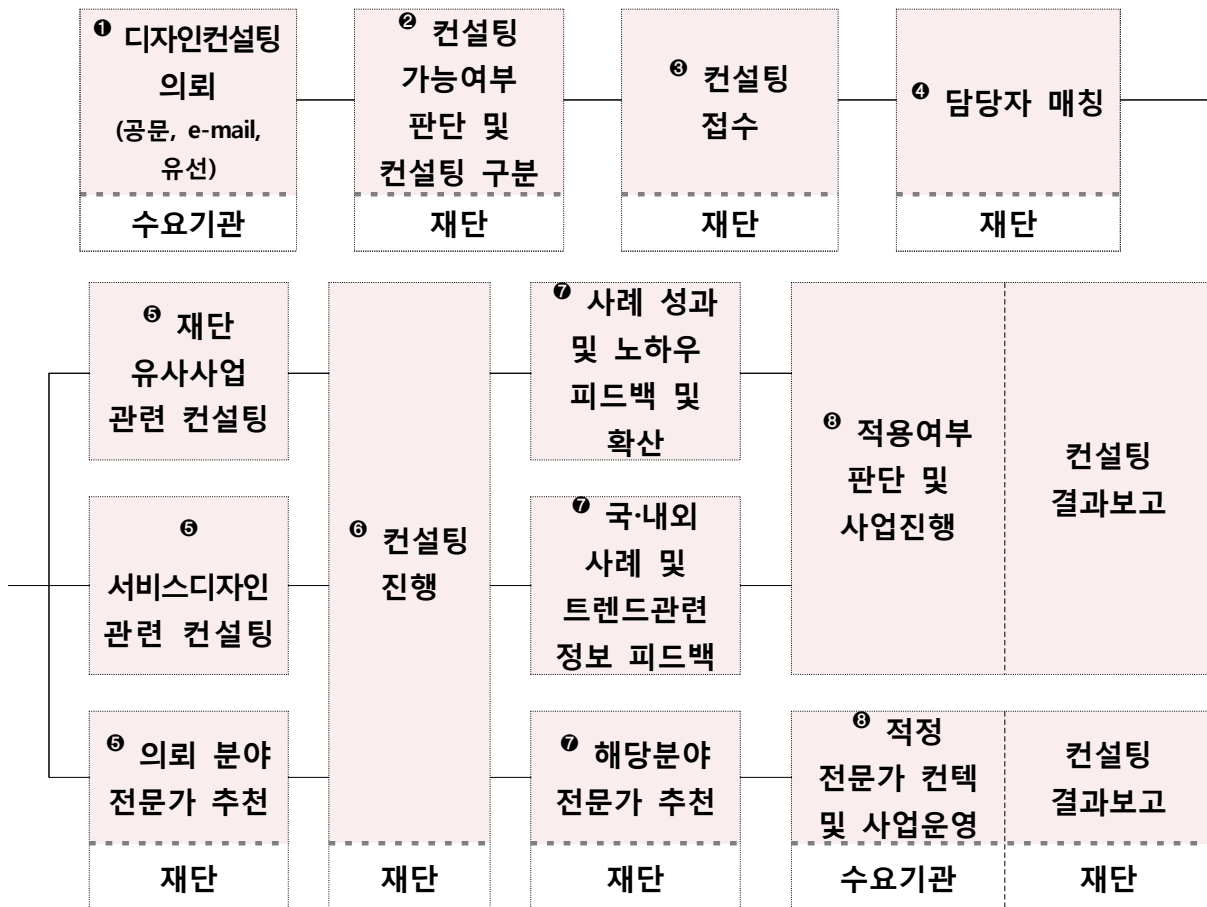 ❶ 디자인컨설팅
의뢰
(공문, e-mail,
유선)
수요기관
❷ 컨설팅
가능여부
판단 및
컨설팅 구분
재단
❸ 컨설팅
접수
재단
❹ 담당자 매칭
재단
❺ 재단
유사사업
관련 컨설팅
❺
서비스디자인
관련 컨설팅
❺ 의뢰 분야
전문가 추천
재단
❻ 컨설팅
진행
재단
❼ 사례 성과
및 노하우
피드백 및
확산
❼ 국·내외
사례 및
트렌드관련
정보 피드백
❼ 해당분야
전문가 추천
재단
❽ 적용여부
판단 및
사업진행
컨설팅
결과보고
❽ 적정
전문가 컨텍
및 사업운영
수요기관
컨설팅
결과보고
재단